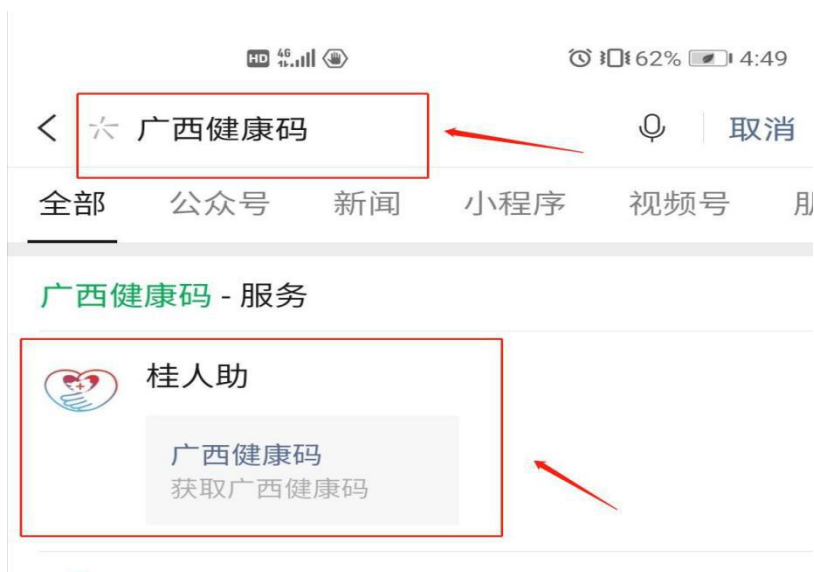 HD 4G 62% 4:49
广西健康码 取消
全部 公众号 新闻 小程序 视频号
广西健康码 - 服务
桂人助
广西健康码
获取广西健康码